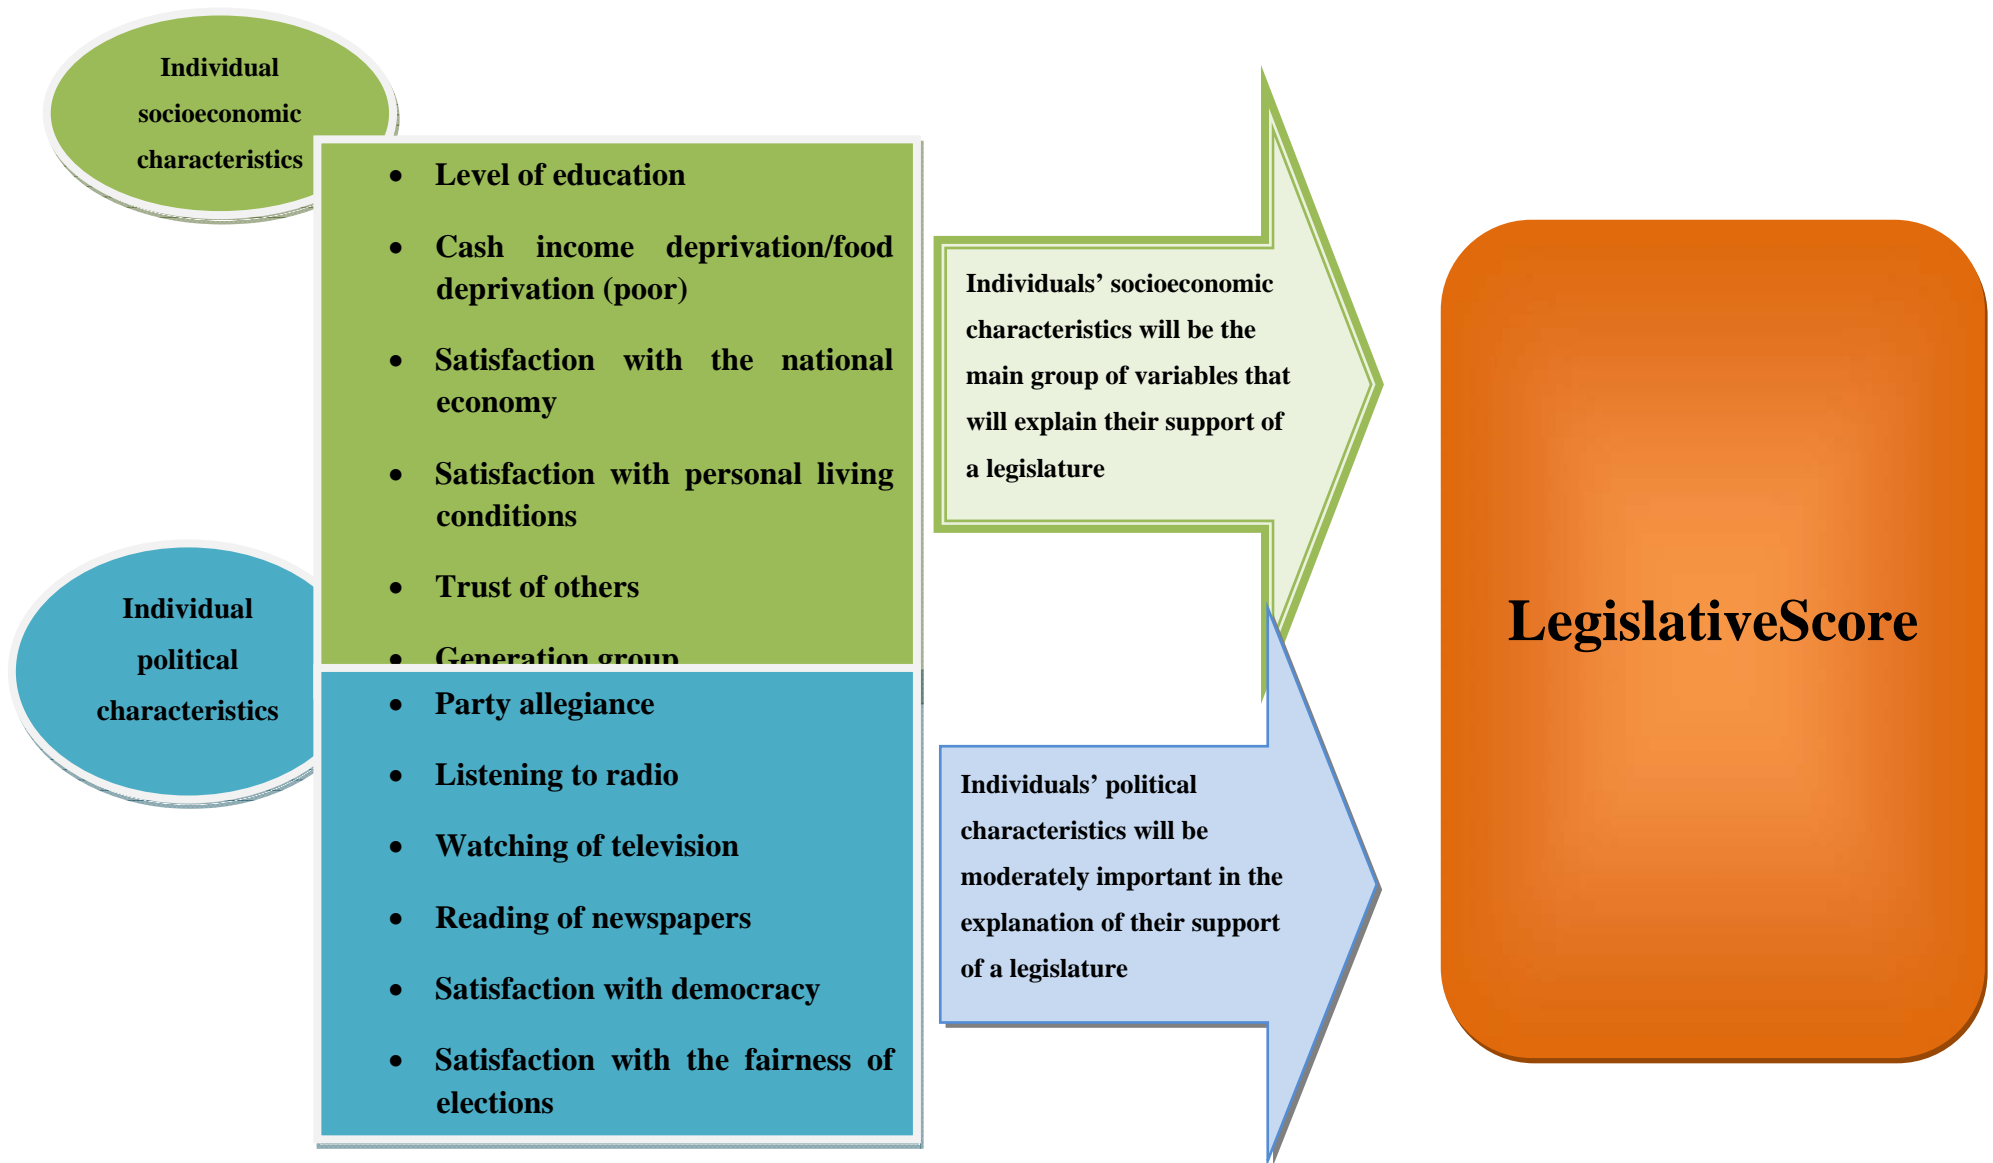 Individual
socioeconomic
characteristics
• Level of education
• Cash income deprivation/food
deprivation (poor)
• Satisfaction with the national
economy
• Satisfaction with personal living
conditions
• Trust of others
• Generation group
Individuals’ socioeconomic
characteristics will be the
main group of variables that
will explain their support of
a legislature
Individual
political
characteristics
• Party allegiance
• Listening to radio
• Watching of television
• Reading of newspapers
• Satisfaction with democracy
• Satisfaction with the fairness of
elections
Individuals’ political
characteristics will be
moderately important in the
explanation of their support
of a legislature
LegislativeScore